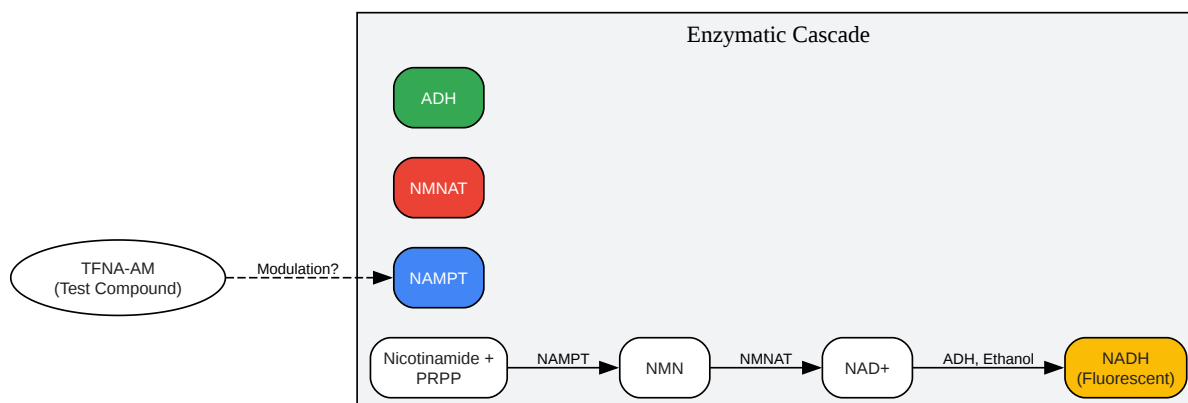 Enzymatic Cascade
ADH
NMNAT
NAMPT
TFNA-AM
(Test Compound)
Modulation?
Nicotinamide +
PRPP
NAMPT
NMN
NMNAT
NAD+
ADH, Ethanol
NADH
(Fluorescent)